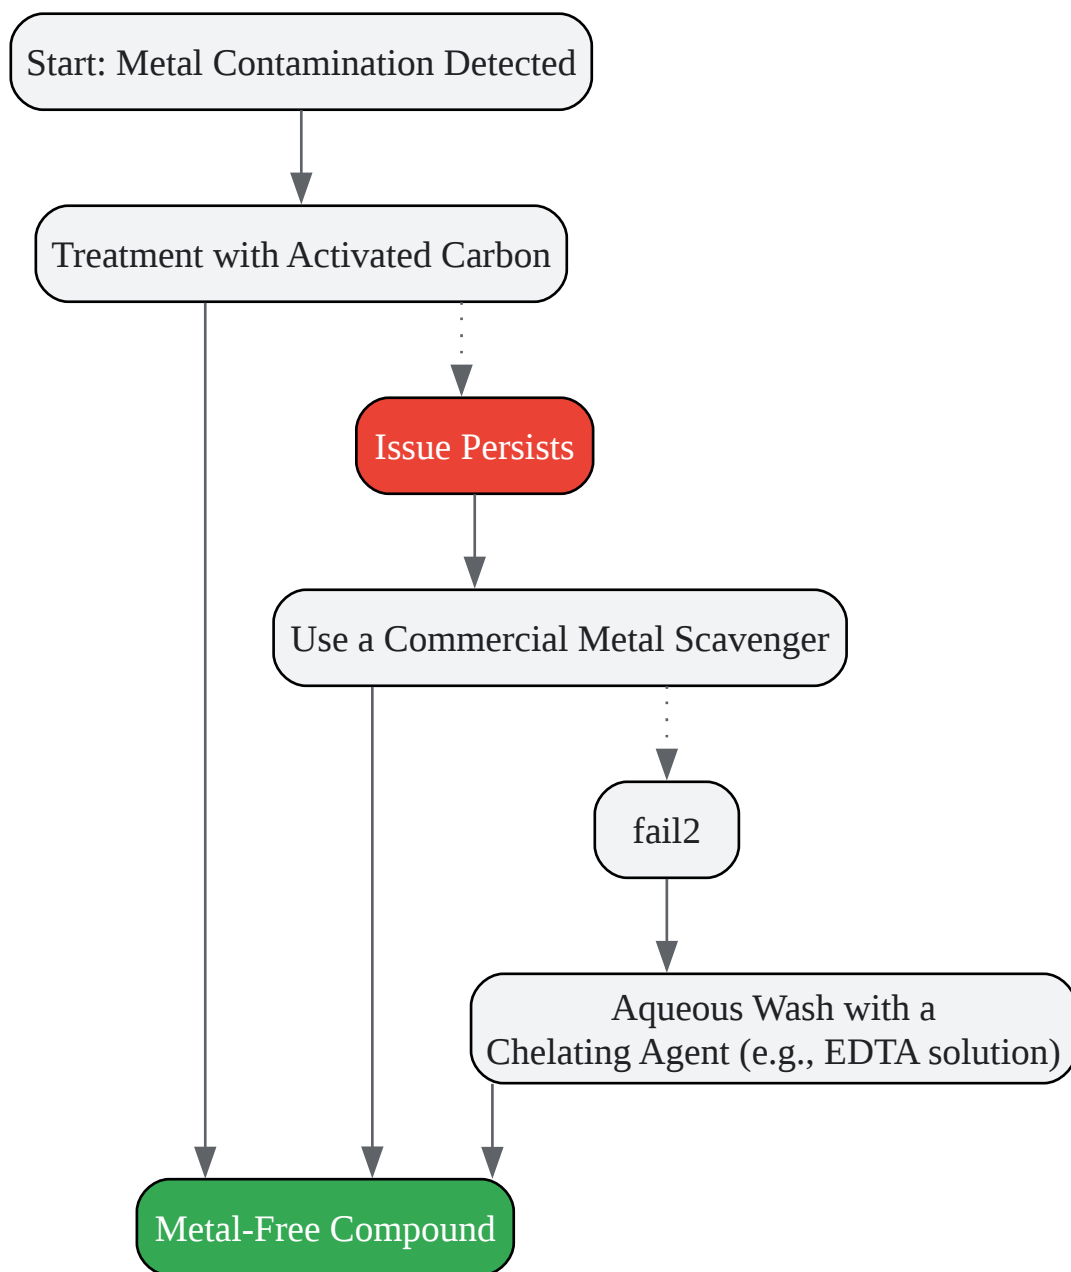 Start: Metal Contamination Detected
Treatment with Activated Carbon
Issue Persists
Use a Commercial Metal Scavenger
fail2
Aqueous Wash with a
Chelating Agent (e.g., EDTA solution)
Metal-Free Compound